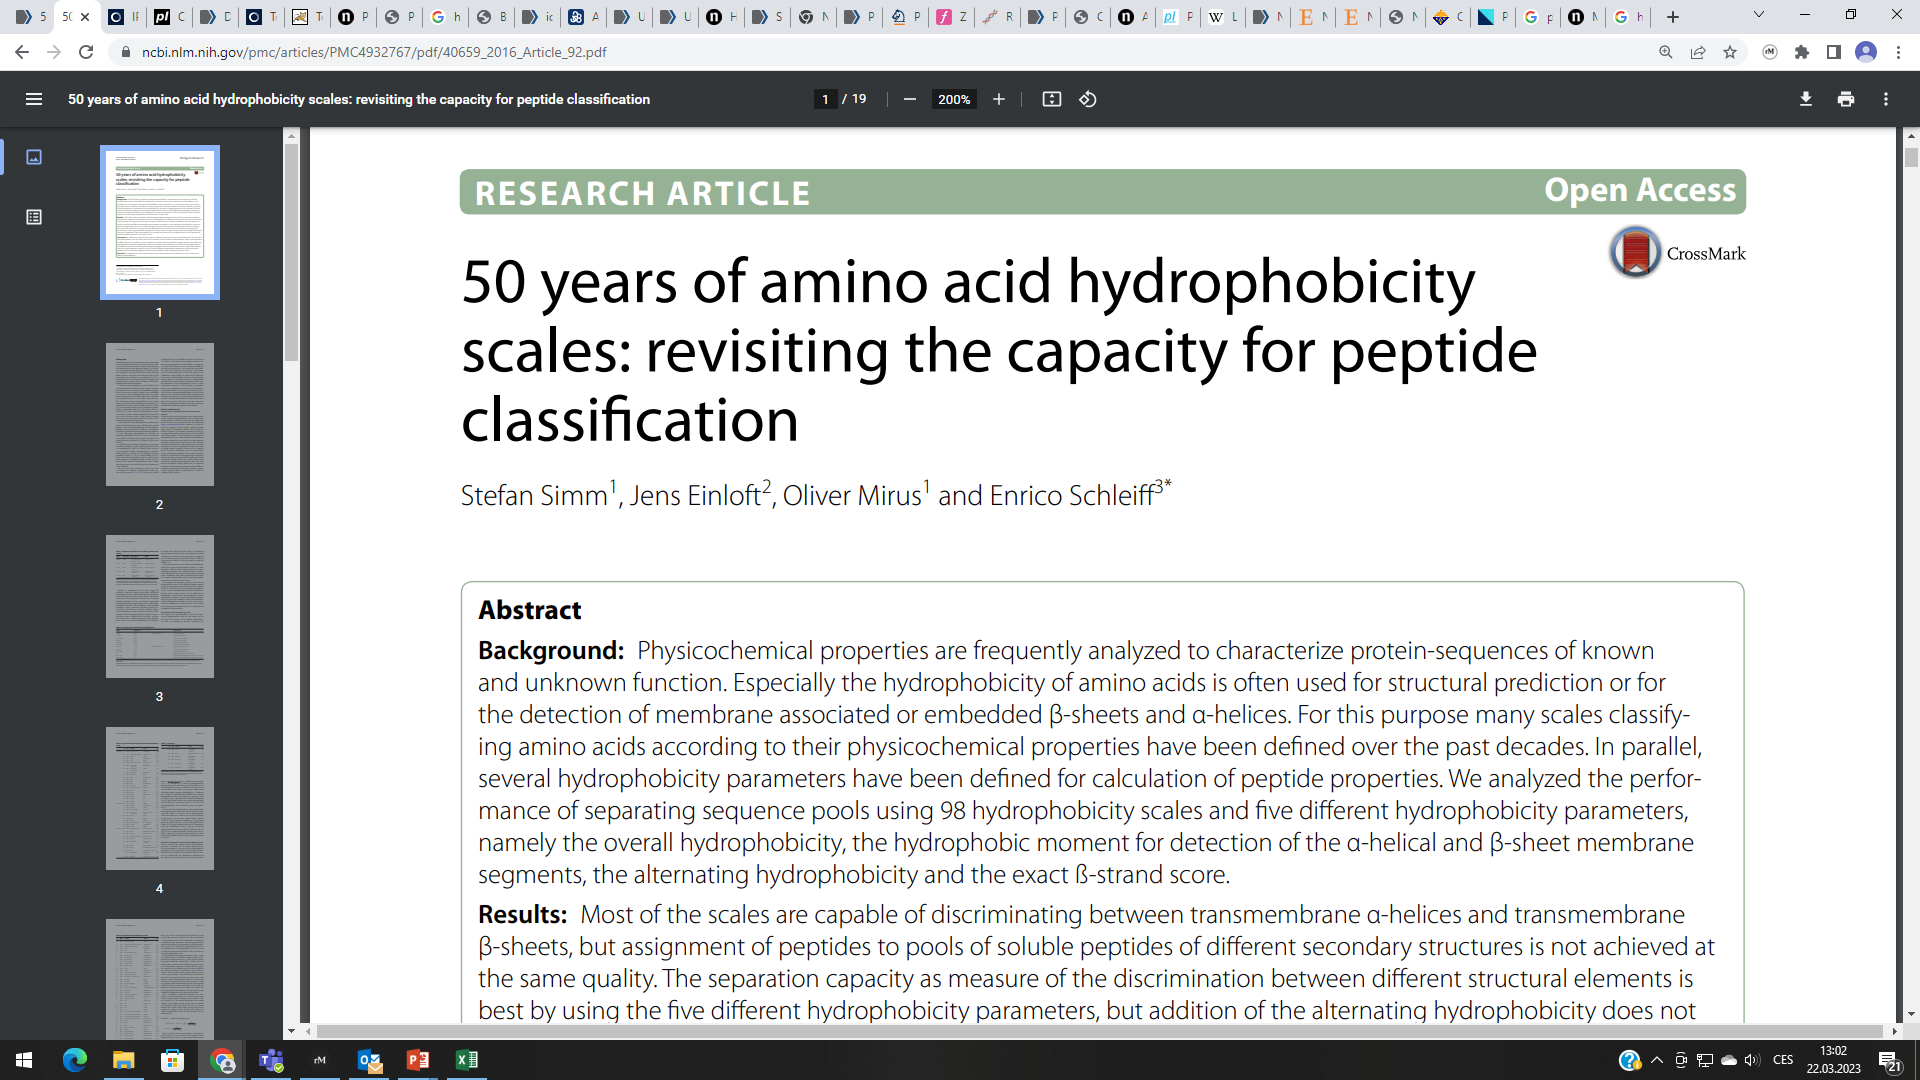 ncbi.nlm.nih.gov/pmc/articles/PMC4932767/pdf/40659_2016_Article_92.pdf
50 years of amino acid hydrophobicity scales: revisiting the capacity for peptide classification
1 / 19
200%
1
2
3
4
RESEARCH ARTICLE
Open Access
CrossMark
50 years of amino acid hydrophobicity
scales: revisiting the capacity for peptide
classification
Stefan Simm1, Jens Einloft2, Oliver Mirus1 and Enrico Schleiff3*
Abstract
Background: Physicochemical properties are frequently analyzed to characterize protein-sequences of known
and unknown function. Especially the hydrophobicity of amino acids is often used for structural prediction or for
the detection of membrane associated or embedded β-sheets and α-helices. For this purpose many scales classify-
ing amino acids according to their physicochemical properties have been defined over the past decades. In parallel,
several hydrophobicity parameters have been defined for calculation of peptide properties. We analyzed the perfor-
mance of separating sequence pools using 98 hydrophobicity scales and five different hydrophobicity parameters,
namely the overall hydrophobicity, the hydrophobic moment for detection of the α-helical and β-sheet membrane
segments, the alternating hydrophobicity and the exact ß-strand score.
Results: Most of the scales are capable of discriminating between transmembrane α-helices and transmembrane
β-sheets, but assignment of peptides to pools of soluble peptides of different secondary structures is not achieved at
the same quality. The separation capacity as measure of the discrimination between different structural elements is
best by using the five different hydrophobicity parameters, but addition of the alternating hydrophobicity does not
CES
13:02
22.03.2023
21